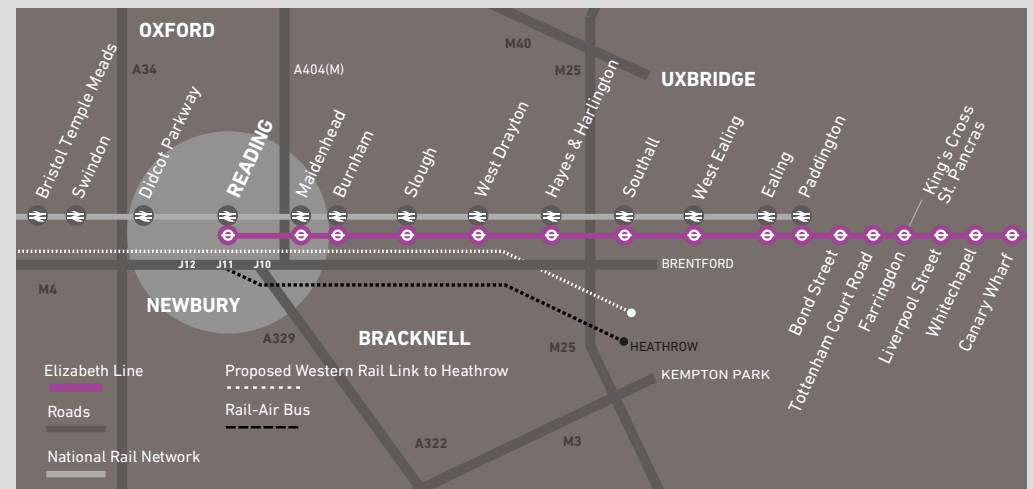 OXFORD
M40
A34
A404(M)
M25
UXBRIDGE
Bristol Temple Meads
Swindon
Didcot Parkway
READING
Maidenhead
Burnham
Slough
West Drayton
Hayes & Harlington
Southall
West Ealing
Ealing
Paddington
King's Cross
St. Pancras
J12
J11
J10
BRENTFORD
Bond Street
Tottenham Court Road
Farringdon
Liverpool Street
Whitechapel
Canary Wharf
M4
NEWBURY
A329
BRACKNELL
M25
HEATHROW
KEMPTON PARK
Elizabeth Line
Proposed Western Rail Link to Heathrow
Roads
Rail-Air Bus
A322
M3
National Rail Network